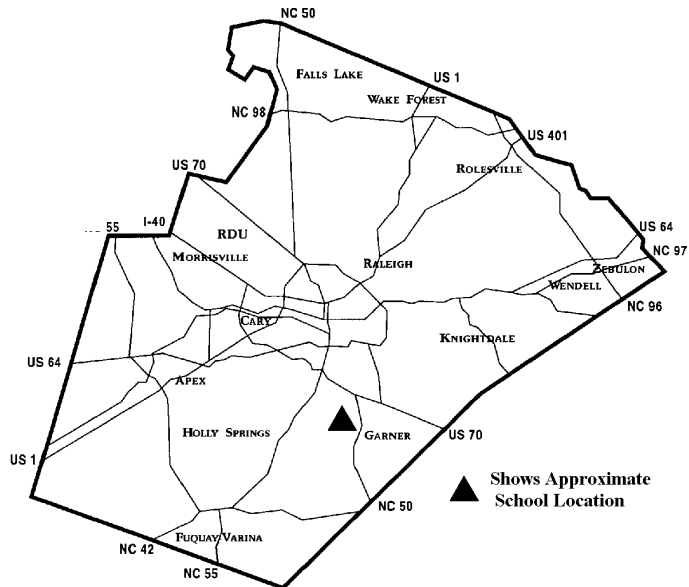 NC 50
FALLS LAKE
US 1
WAKE FOREST
NC 98
US 401
US 70
ROLESVILLE
55
I-40
RDU
US 64
MORRISVILLE
RALEIGH
NC 97
ZEBULON
WENDELL
NC 96
CARY
KNIGHTDALE
US 64
APEX
HOLLY SPRINGS
GARNER
US 70
US 1
Shows Approximate
School Location
NC 50
FUQUAY VARINA
NC 42
NC 55